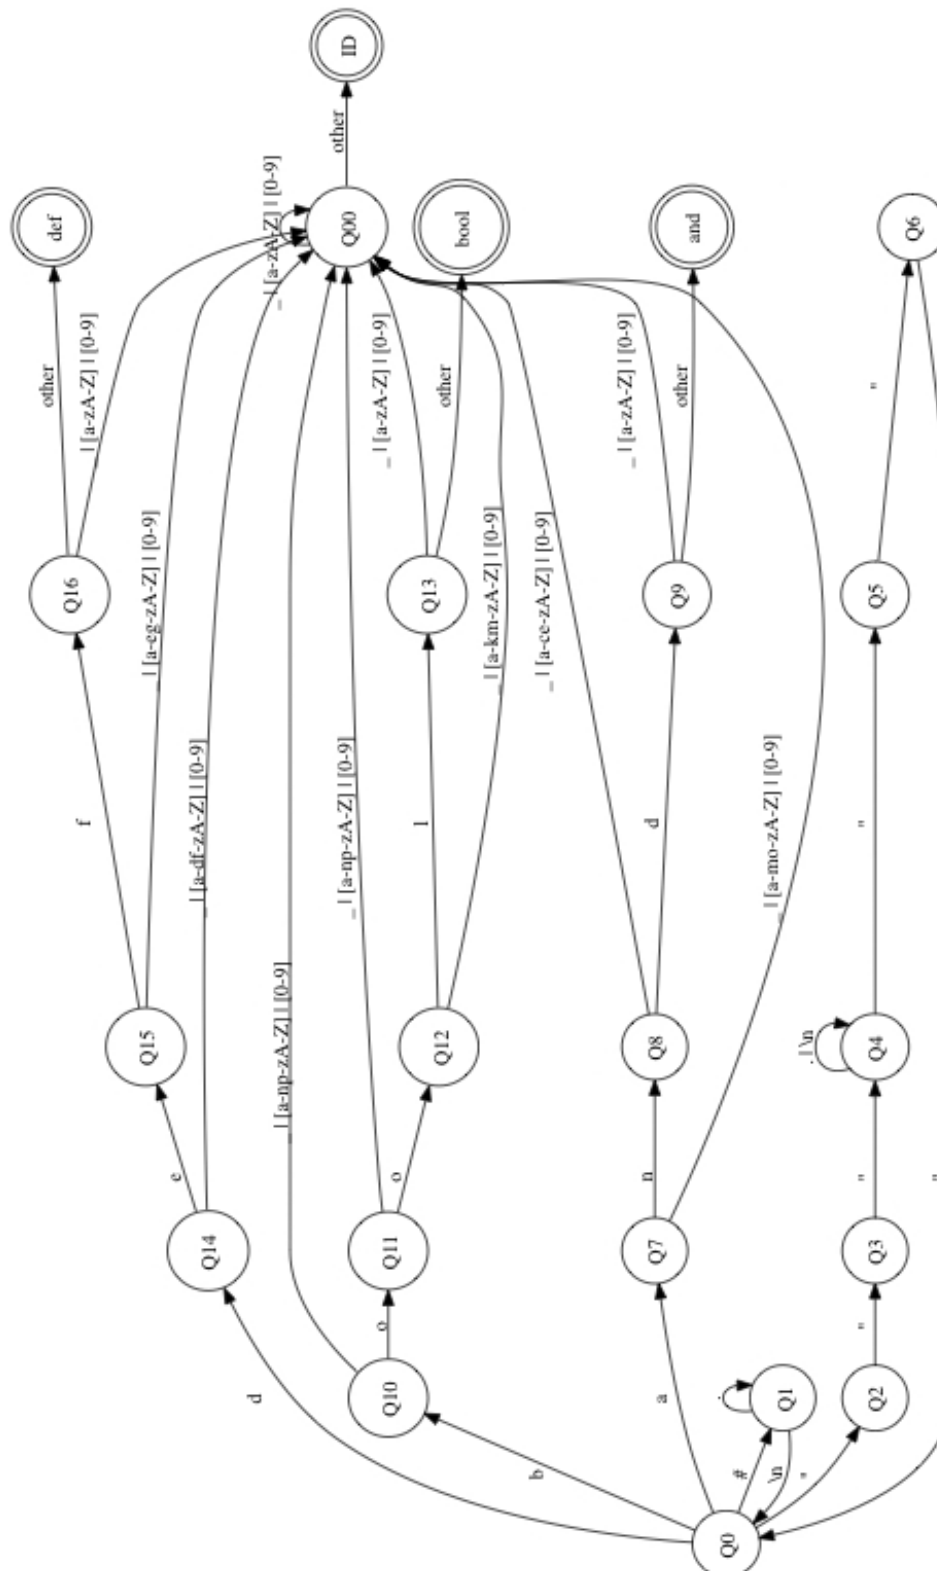 ID
other
def
_ | [a-zA-Z] | [0-9]
Q00
bool
and
Q6
other
_ | [a-zA-Z] | [0-9]
_ | [a-zA-Z] | [0-9]
other
_ | [a-zA-Z] | [0-9]
other
"
Q16
_ | [a-eg-zA-Z] | [0-9]
Q13
_ | [a-km-zA-Z] | [0-9]
_ | [a-ce-zA-Z] | [0-9]
Q9
Q5
f
_ | [a-df-zA-Z] | [0-9]
_ | [a-np-zA-Z] | [0-9]
l
d
_ | [a-mo-zA-Z] | [0-9]
"
Q15
_ | [a-np-zA-Z] | [0-9]
Q12
Q8
. | \n
Q4
e
o
n
"
"
Q14
Q11
Q7
Q3
o
"
d
Q10
a
.
Q1
Q2
b
#
\n
"
Q0